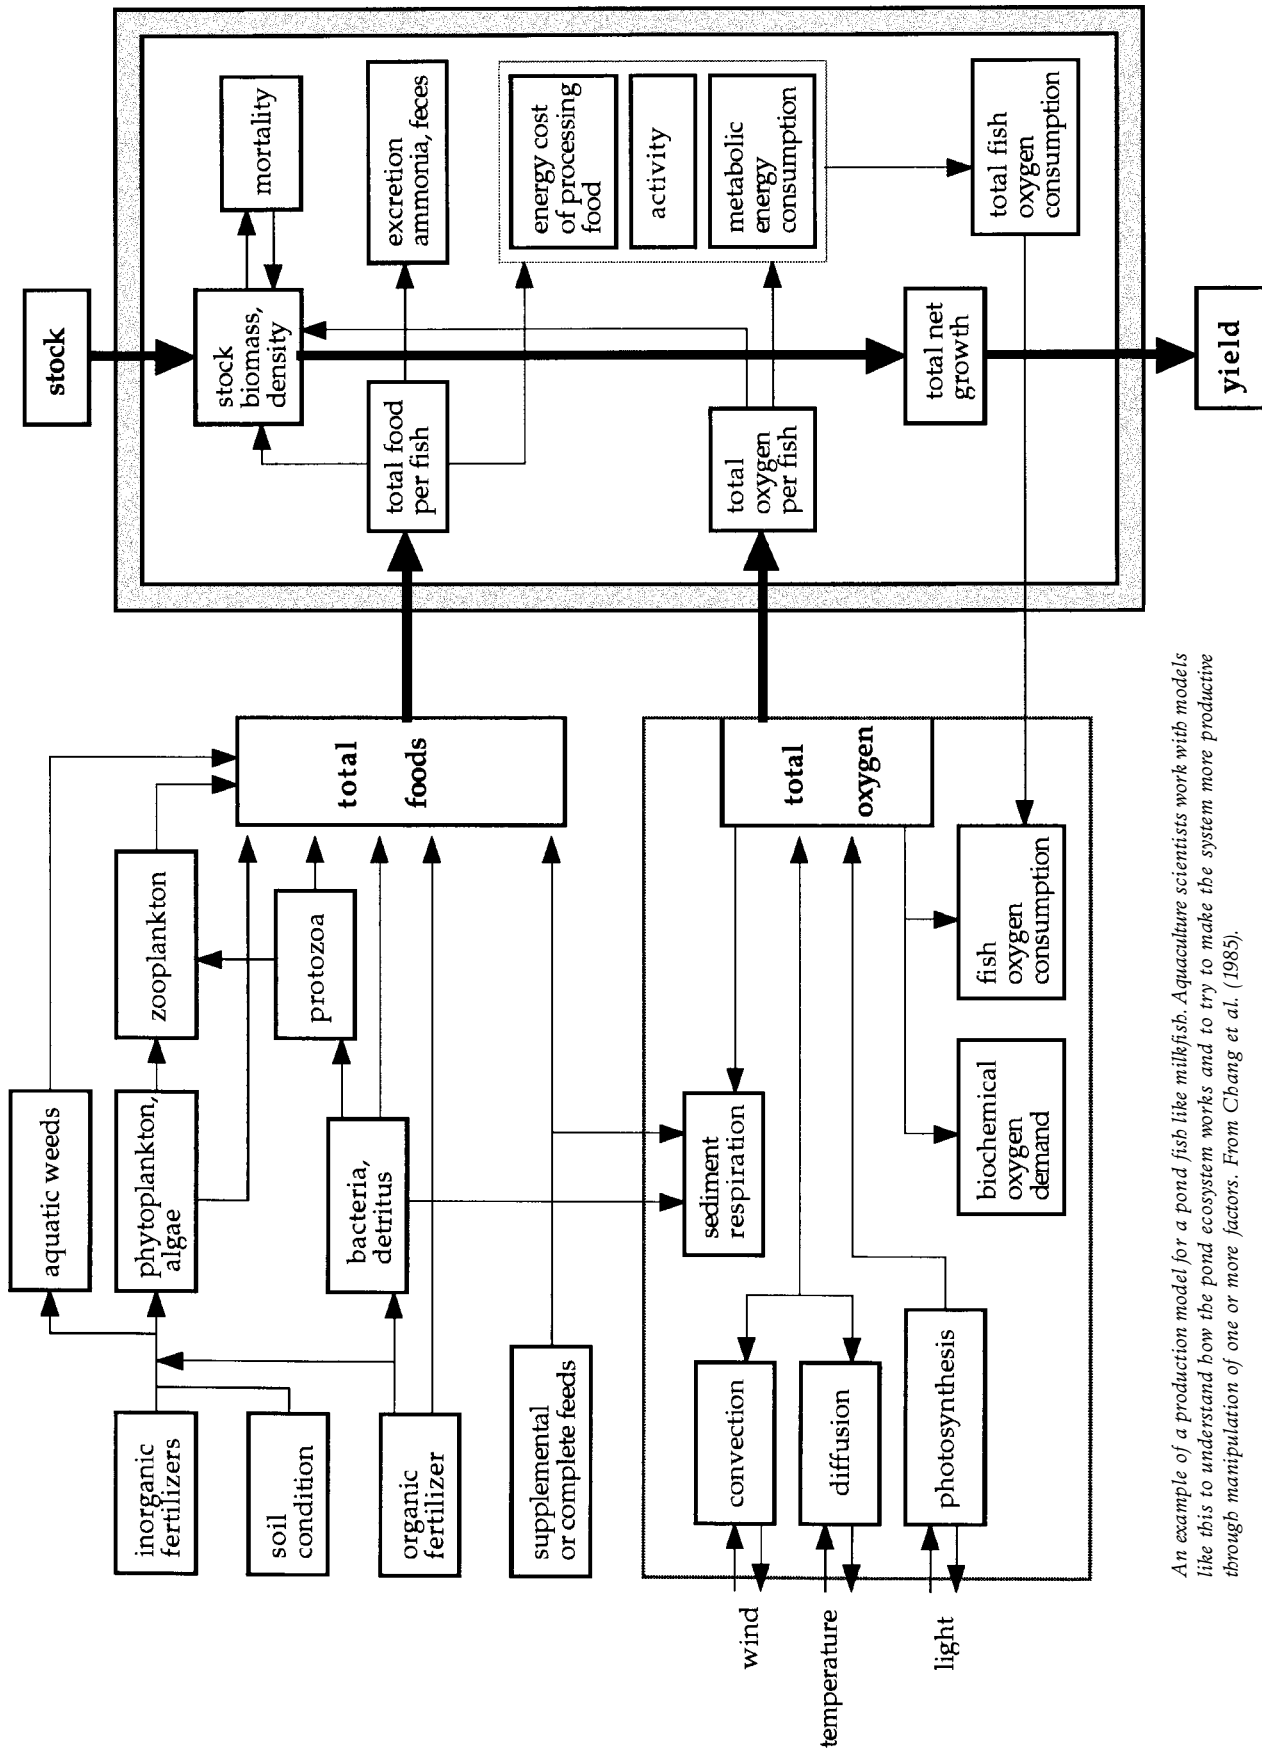 aquatic weeds
phytoplankton,
algae
zooplankton
inorganic
fertilizers
soil
condition
bacteria,
detritus
protozoa
organic
fertilizer
supplemental
or complete feeds
total
foods
stock
stock
biomass,
density
mortality
total food
per fish
excretion
ammonia, feces
energy cost
of processing
food
activity
metabolic
energy
consumption
total
oxygen
per fish
total net
growth
total fish
oxygen
consumption
yield
wind
temperature
light
convection
diffusion
photosynthesis
sediment
respiration
total
oxygen
biochemical
oxygen
demand
fish
oxygen
consumption
An example of a production model for a pond fish like milkfish. Aquaculture scientists work with models
like this to understand how the pond ecosystem works and to try to make the system more productive
through manipulation of one or more factors. From Chang et al. (1985).